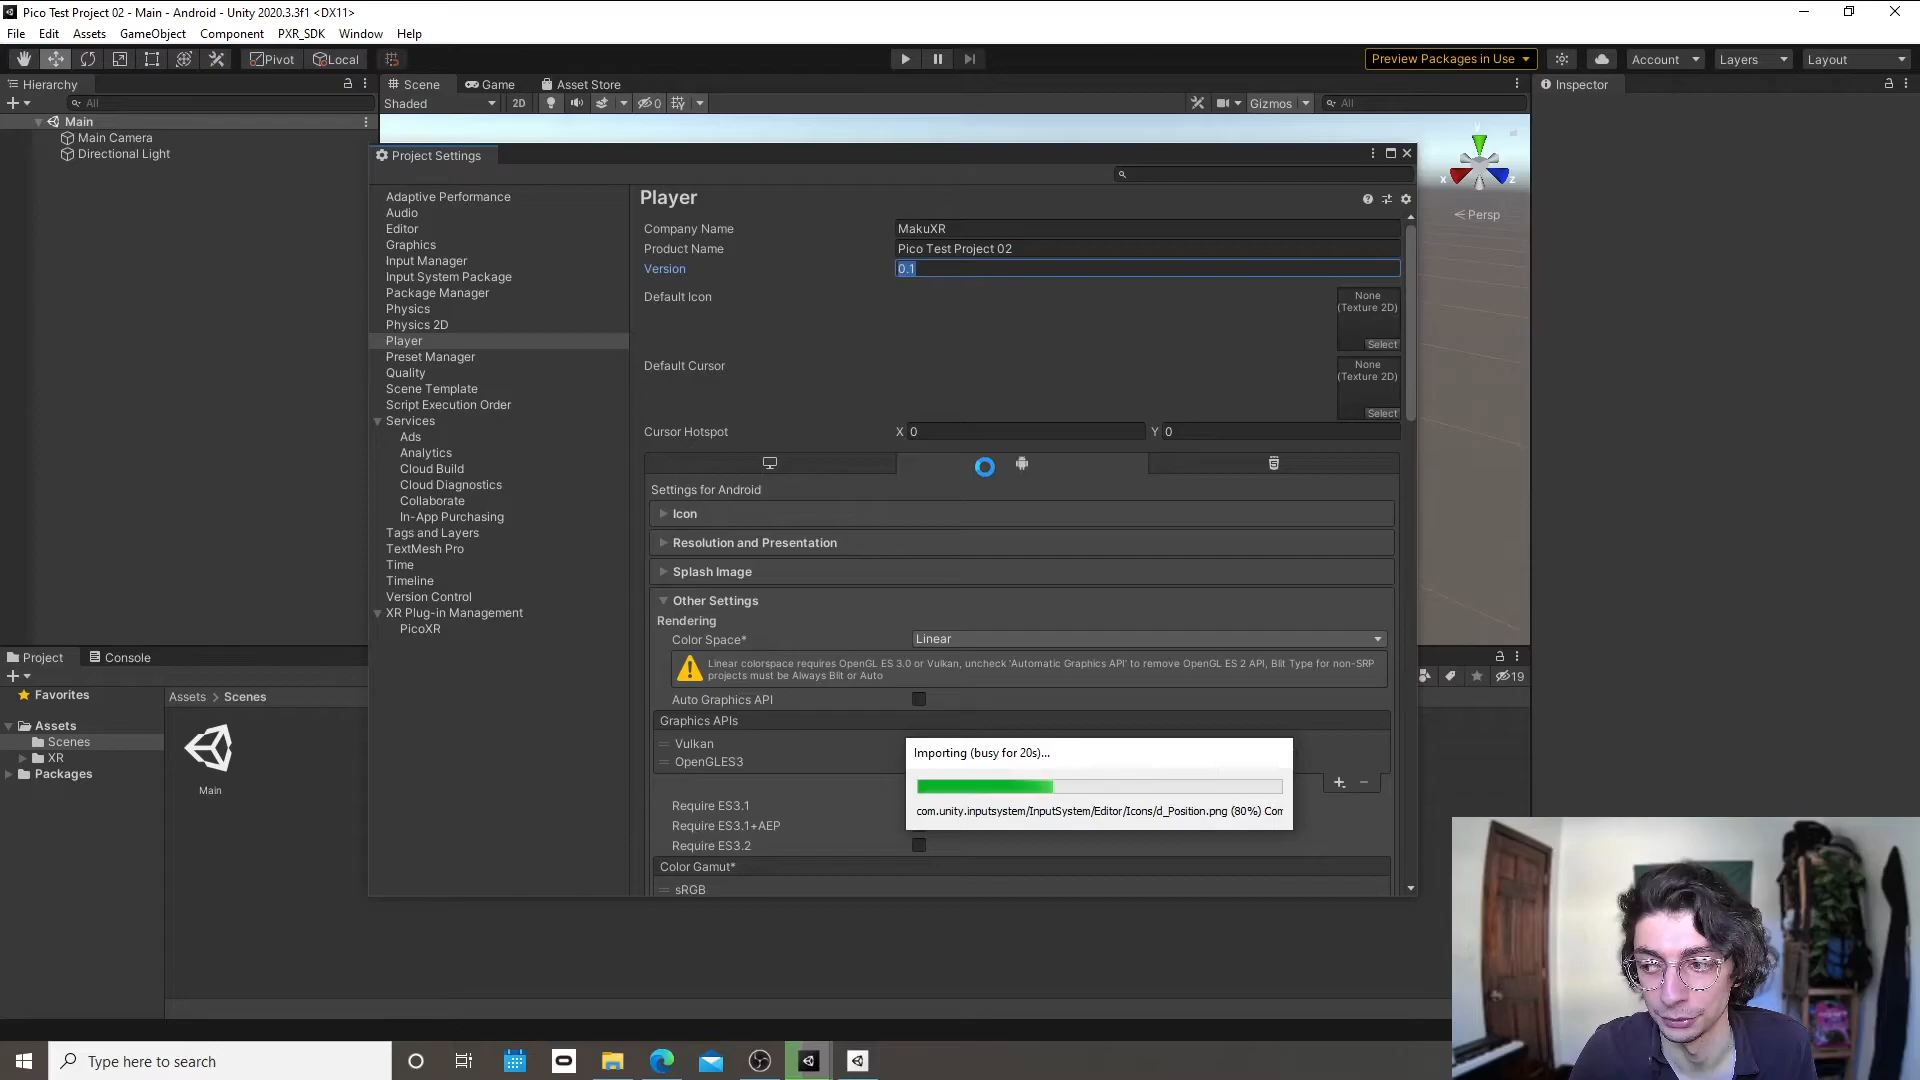 Pico Test Project 02 - Main - Android - Unity 2020.3.3f1 <DX11>
File Edit Assets GameObject Component PXR_SDK Window Help
Pivot Local Preview Packages in Use Account Layers Layout
Hierarchy Scene Game Asset Store Inspector
All Shaded 2D 0 Gizmos All
Main
Main Camera
Directional Light
y
x z
Persp
Project Settings
Adaptive Performance
Audio
Editor
Graphics
Input Manager
Input System Package
Package Manager
Physics
Physics 2D
Player
Preset Manager
Quality
Scene Template
Script Execution Order
Services
Ads
Analytics
Cloud Build
Cloud Diagnostics
Collaborate
In-App Purchasing
Tags and Layers
TextMesh Pro
Time
Timeline
Version Control
XR Plug-in Management
PicoXR
Player
Company Name MakuXR
Product Name Pico Test Project 02
Version 0.1
Default Icon None
(Texture 2D)
Select
Default Cursor None
(Texture 2D)
Select
Cursor Hotspot X 0 Y 0
Settings for Android
Icon
Resolution and Presentation
Splash Image
Other Settings
Rendering
Color Space* Linear
Linear colorspace requires OpenGL ES 3.0 or Vulkan, uncheck 'Automatic Graphics API' to remove OpenGL ES 2 API, Blit Type for non-SRP
projects must be Always Blit or Auto
Auto Graphics API
Graphics APIs
Vulkan
OpenGLES3
Require ES3.1
Require ES3.1+AEP
Require ES3.2
Color Gamut*
sRGB
Importing (busy for 20s)...
com.unity.inputsystem/InputSystem/Editor/Icons/d_Position.png (80%) Com
Project Console
19
Favorites
Assets
Scenes
XR
Packages
Assets > Scenes
Main
Type here to search